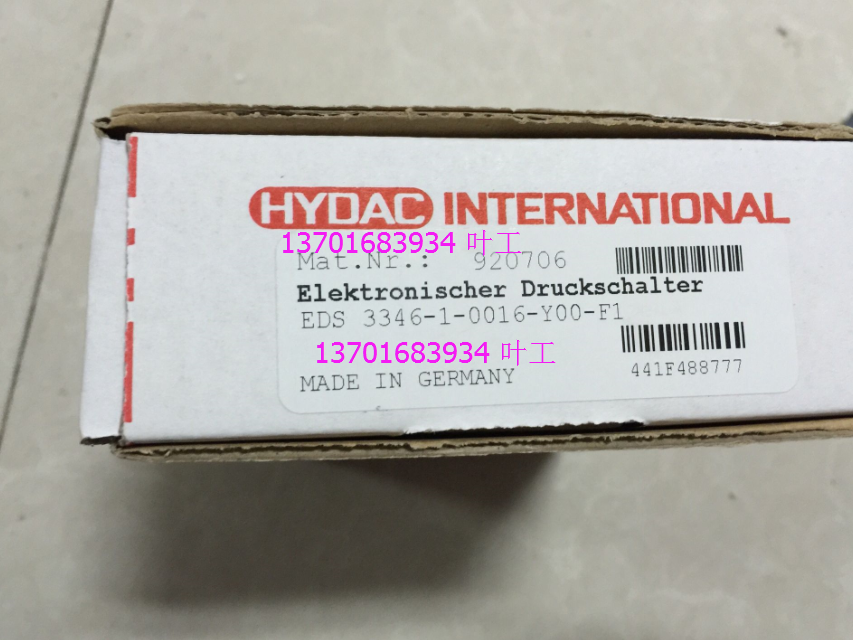 HYDAC INTERNATIONAL
13701683934 叶工
Mat.Nr.: 920706
Elektronischer Druckschalter
EDS 3346-1-0016-Y00-F1
13701683934 叶工
MADE IN GERMANY
441F488777